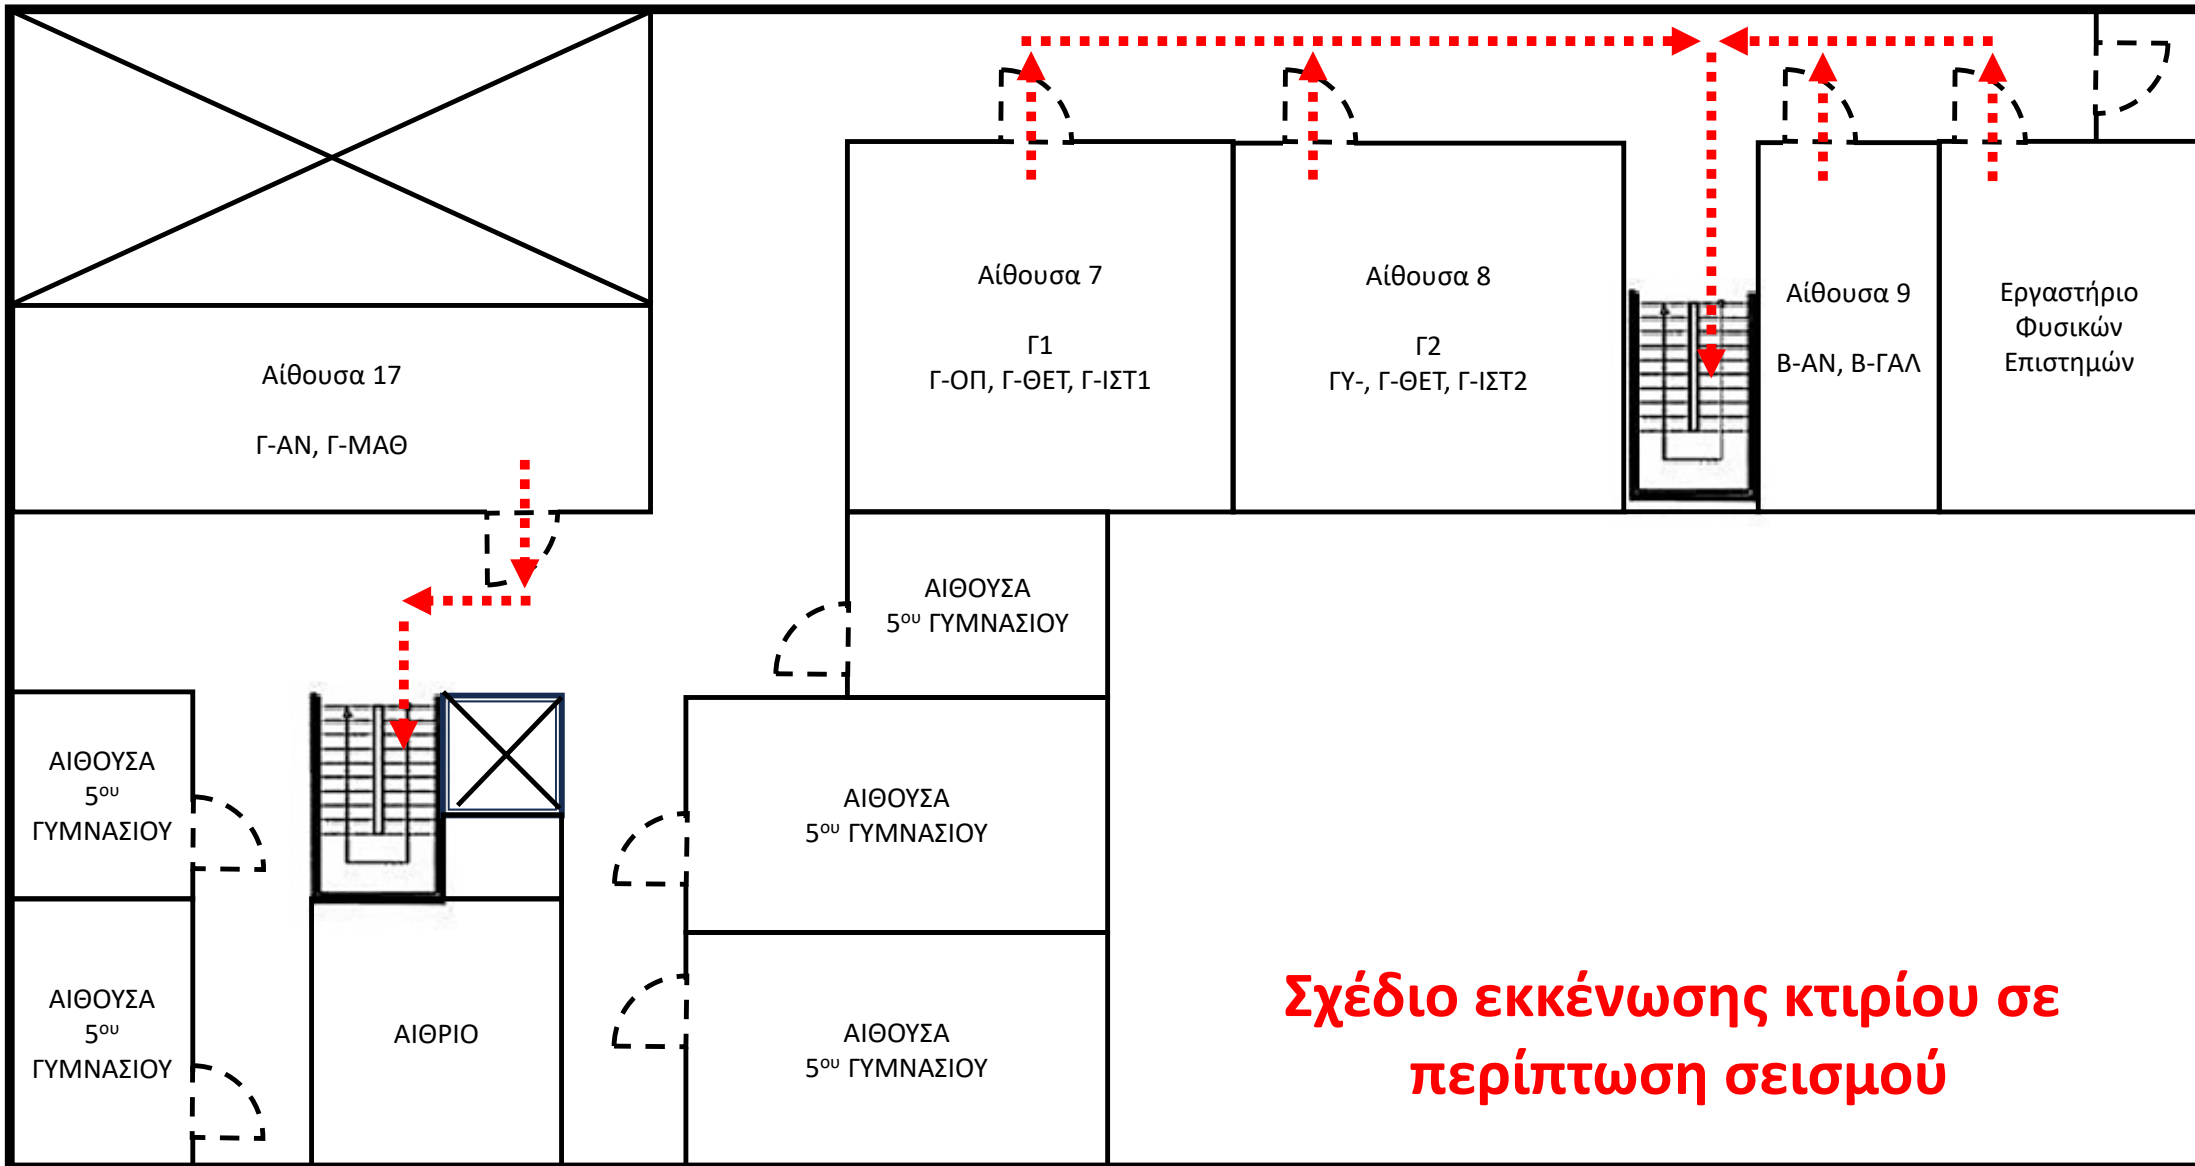 Αίθουσα 7
Γ1
Γ-ΟΠ, Γ-ΘΕΤ, Γ-ΙΣΤ1
Αίθουσα 8
Γ2
ΓΥ-, Γ-ΘΕΤ, Γ-ΙΣΤ2
Αίθουσα 9
Β-ΑΝ, Β-ΓΑΛ
Εργαστήριο
Φυσικών
Επιστημών
Αίθουσα 17
Γ-ΑΝ, Γ-ΜΑΘ
ΑΙΘΟΥΣΑ
5ου ΓΥΜΝΑΣΙΟΥ
ΑΙΘΟΥΣΑ
5ου
ΓΥΜΝΑΣΙΟΥ
ΑΙΘΟΥΣΑ
5ου ΓΥΜΝΑΣΙΟΥ
ΑΙΘΟΥΣΑ
5ου
ΓΥΜΝΑΣΙΟΥ
ΑΙΘΡΙΟ
ΑΙΘΟΥΣΑ
5ου ΓΥΜΝΑΣΙΟΥ
Σχέδιο εκκένωσης κτιρίου σε
περίπτωση σεισμού